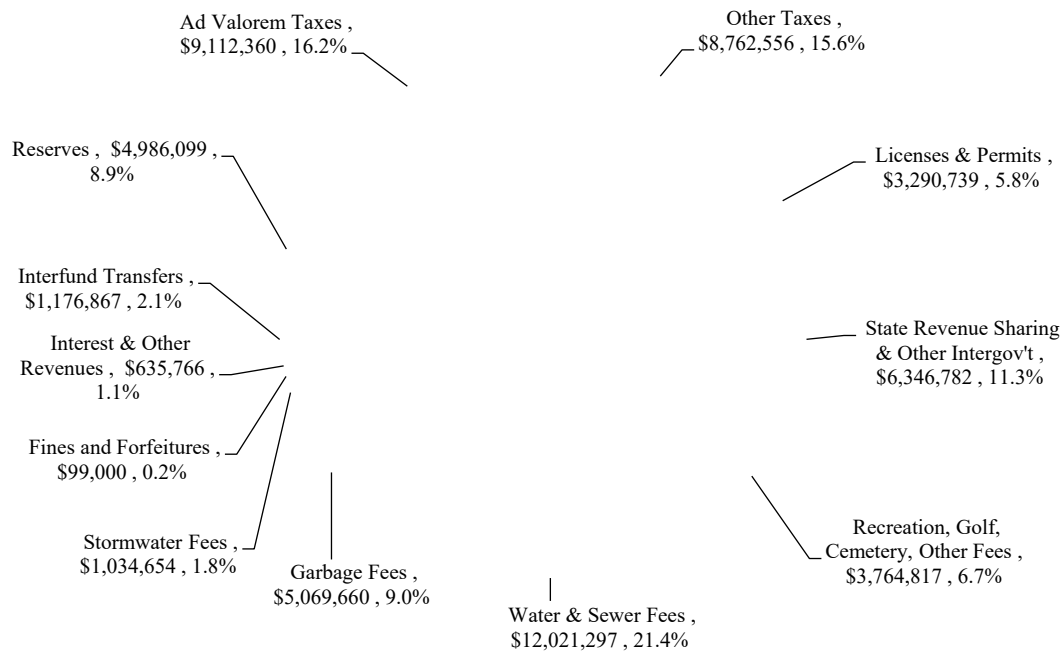 Ad Valorem Taxes ,
$9,112,360 , 16.2%
Other Taxes ,
$8,762,556 , 15.6%
Reserves , $4,986,099 ,
8.9%
Licenses & Permits ,
$3,290,739 , 5.8%
Interfund Transfers ,
$1,176,867 , 2.1%
Interest & Other
Revenues , $635,766 ,
1.1%
State Revenue Sharing
& Other Intergov't ,
$6,346,782 , 11.3%
Fines and Forfeitures ,
$99,000 , 0.2%
Stormwater Fees ,
$1,034,654 , 1.8%
Garbage Fees ,
$5,069,660 , 9.0%
Water & Sewer Fees ,
$12,021,297 , 21.4%
Recreation, Golf,
Cemetery, Other Fees ,
$3,764,817 , 6.7%